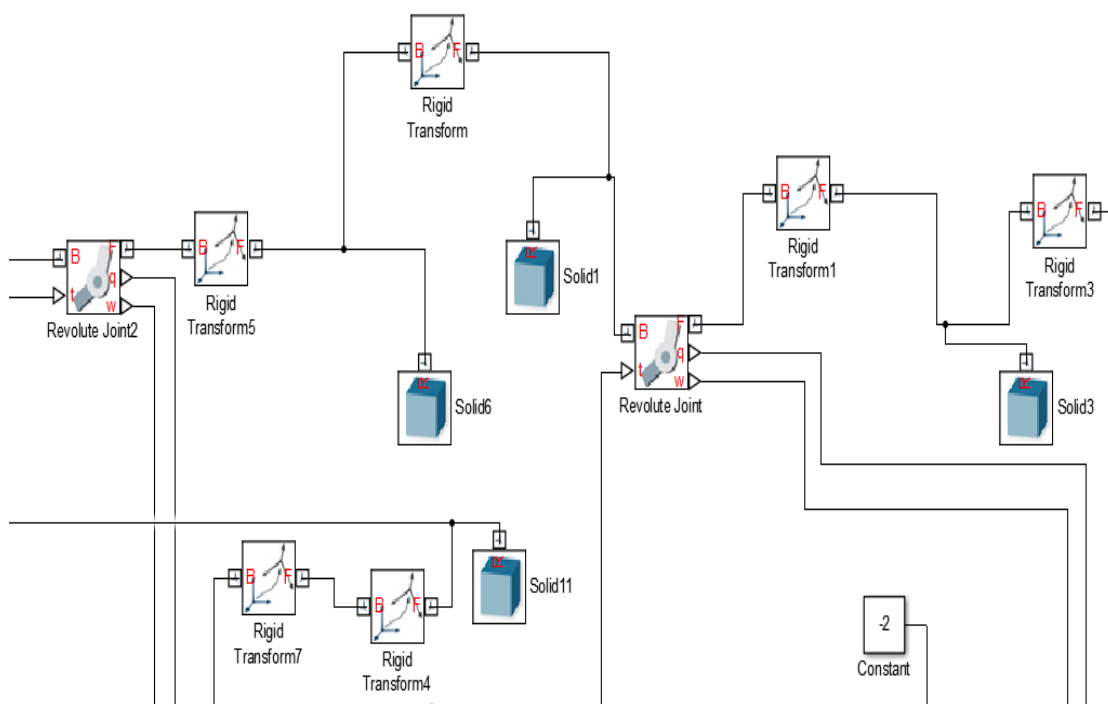 B F
Rigid
Transform
B F
Rigid
Transform1
B F
Rigid
Transform3
B F
Rigid
Transform5
B F
t q
w
Revolute Joint2
R
Solid1
B F
t q
w
Revolute Joint
R
Solid6
R
Solid3
R
Solid11
B F
Rigid
Transform7
B F
Rigid
Transform4
-2
Constant